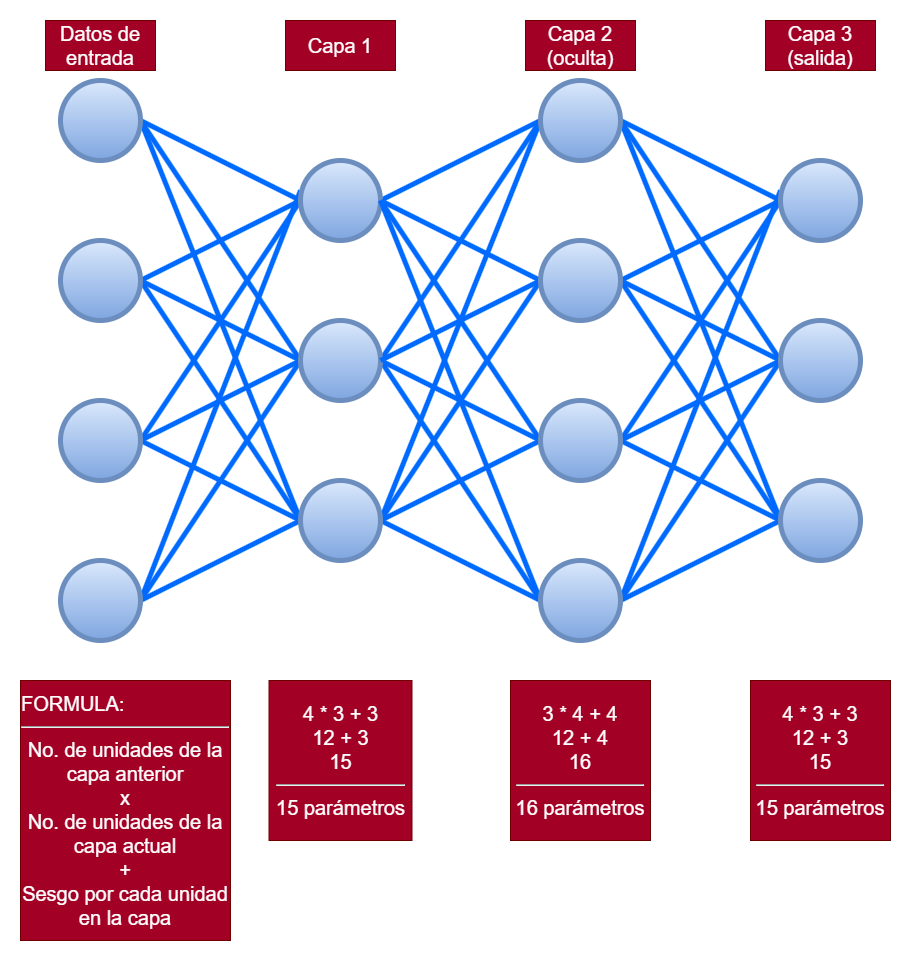 Datos de
entrada
Capa 1
Capa 2
(oculta)
Capa 3
(salida)
FORMULA:
No. de unidades de la
capa anterior
x
No. de unidades de la
capa actual
+
Sesgo por cada unidad
en la capa
4 * 3 + 3
12 + 3
15
15 parámetros
3 * 4 + 4
12 + 4
16
16 parámetros
4 * 3 + 3
12 + 3
15
15 parámetros